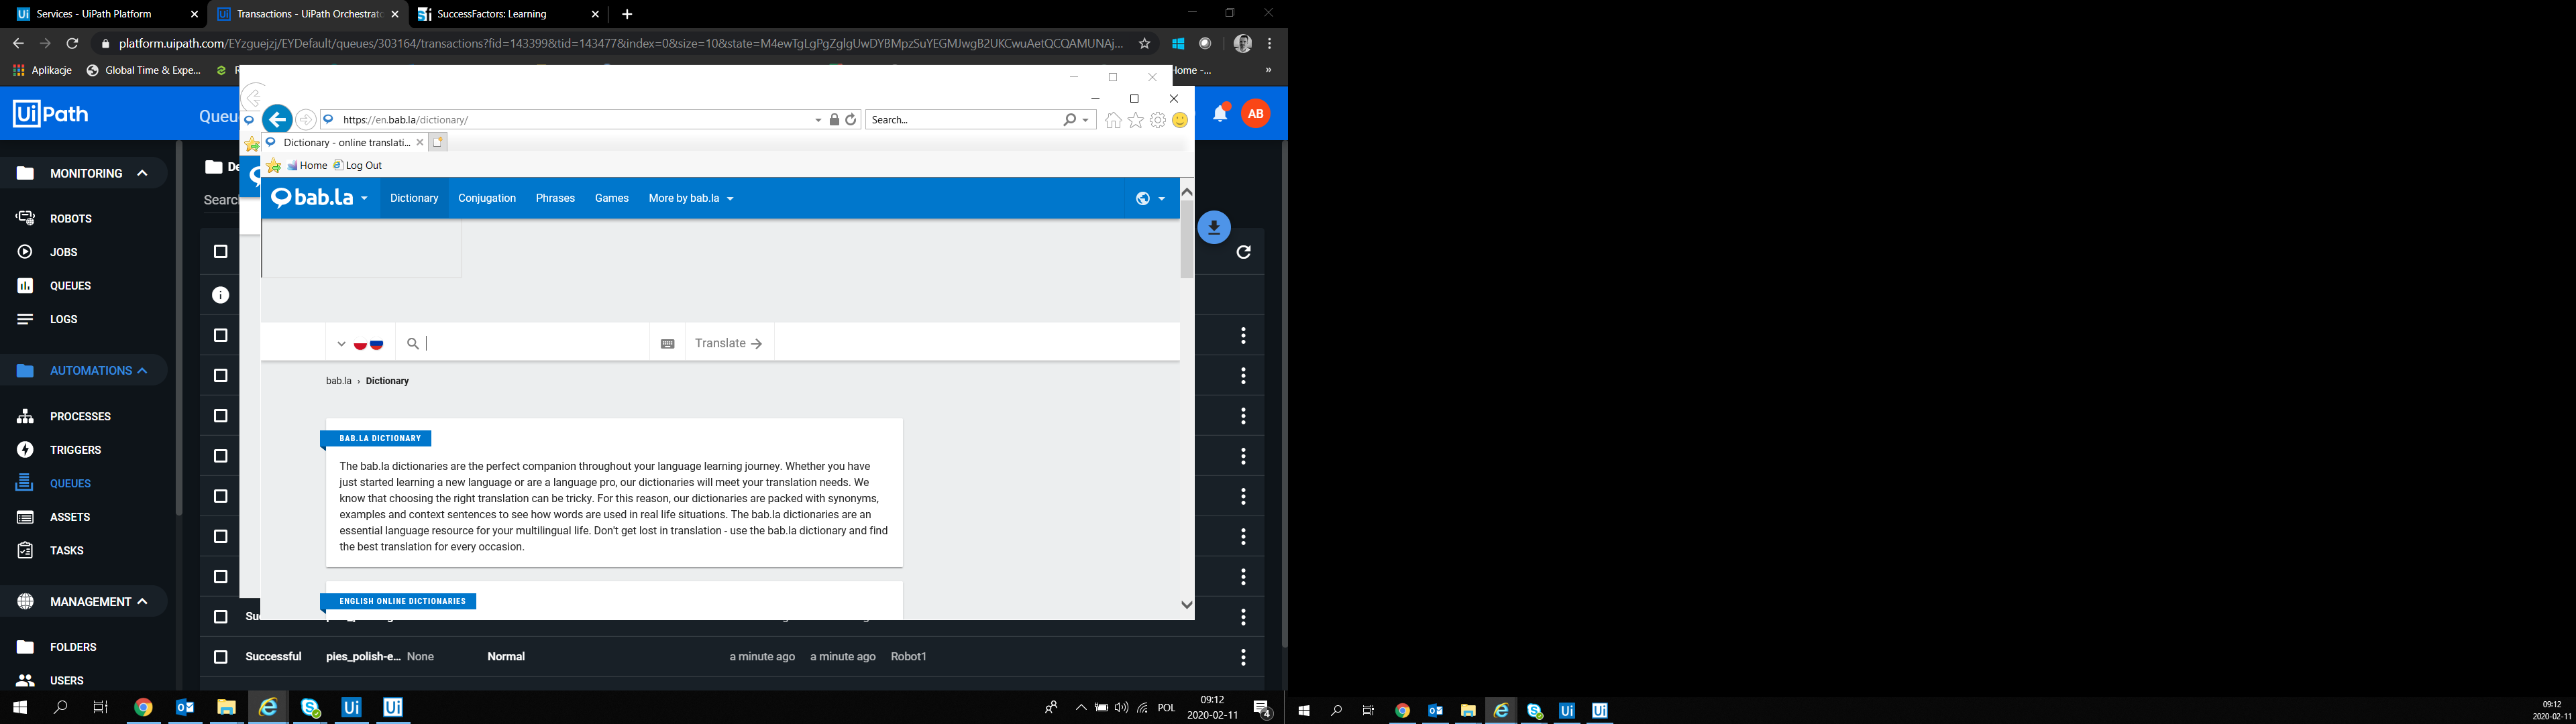 Services - UiPath Platform
Transactions - UiPath Orchestrato
SuccessFactors: Learning
platform.uipath.com/EYzguejzj/EYDefault/queues/303164/transactions?fid=143399&tid=143477&index=0&size=10&state=M4ewTgLgPgZglgUwDYBMpzSuYEGMJwgB2UKCwuAetQCQAMUNAj...
Aplikacje
Global Time & Expe...
Home -...
»
UiPath
AB
MONITORING
ROBOTS
JOBS
QUEUES
LOGS
AUTOMATIONS
PROCESSES
TRIGGERS
QUEUES
ASSETS
TASKS
MANAGEMENT
FOLDERS
USERS
https://en.bab.la/dictionary/
Search...
Dictionary - online translati...
Home
Log Out
bab.la
Dictionary
Conjugation
Phrases
Games
More by bab.la
Translate
bab.la › Dictionary
BAB.LA DICTIONARY
The bab.la dictionaries are the perfect companion throughout your language learning journey. Whether you have
just started learning a new language or are a language pro, our dictionaries will meet your translation needs. We
know that choosing the right translation can be tricky. For this reason, our dictionaries are packed with synonyms,
examples and context sentences to see how words are used in real life situations. The bab.la dictionaries are an
essential language resource for your multilingual life. Don't get lost in translation - use the bab.la dictionary and find
the best translation for every occasion.
ENGLISH ONLINE DICTIONARIES
Successful pies_polish-e... None Normal a minute ago a minute ago Robot1
POL
09:12
2020-02-11
4
09:12
2020-02-11